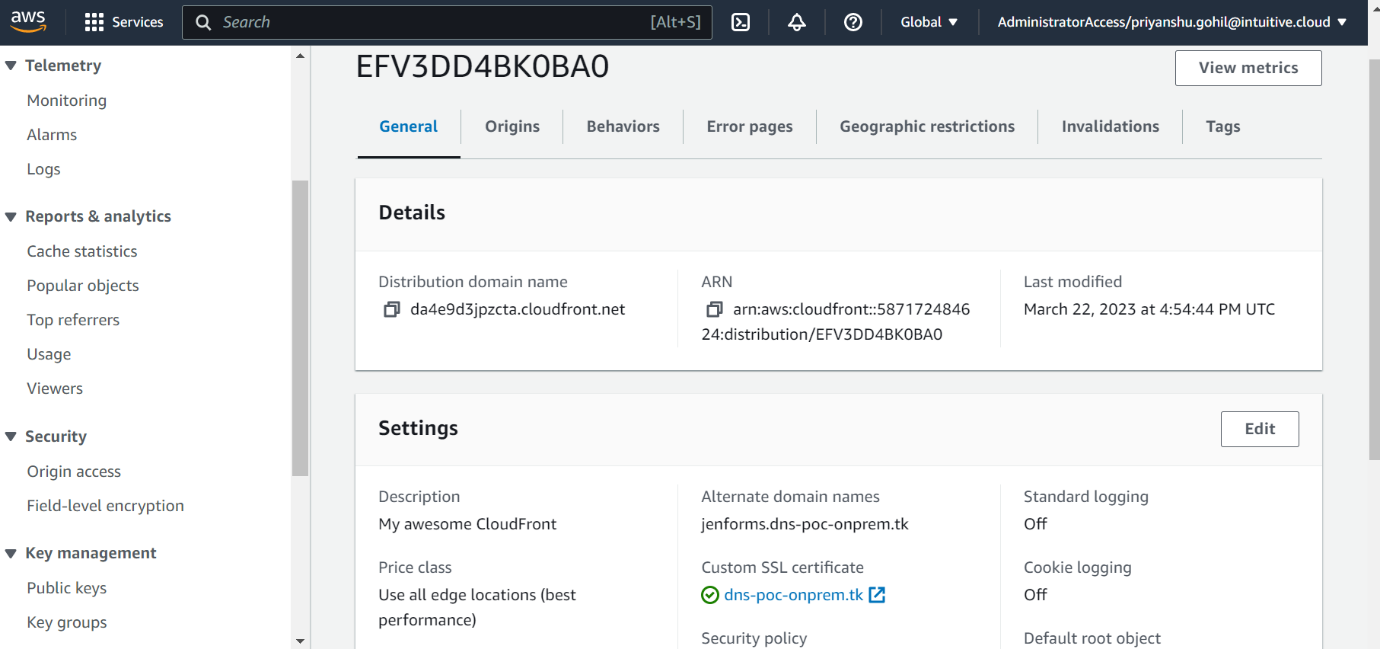 aws
Services
Search
[Alt+S]
Global
AdministratorAccess/priyanshu.gohil@intuitive.cloud
Telemetry
Monitoring
Alarms
Logs
Reports & analytics
Cache statistics
Popular objects
Top referrers
Usage
Viewers
Security
Origin access
Field-level encryption
Key management
Public keys
Key groups
EFV3DD4BK0BA0
View metrics
General
Origins
Behaviors
Error pages
Geographic restrictions
Invalidations
Tags
Details
Distribution domain name
da4e9d3jpzcta.cloudfront.net
ARN
arn:aws:cloudfront::5871724846
24:distribution/EFV3DD4BK0BA0
Last modified
March 22, 2023 at 4:54:44 PM UTC
Settings
Edit
Description
My awesome CloudFront
Price class
Use all edge locations (best
performance)
Alternate domain names
jenforms.dns-poc-onprem.tk
Custom SSL certificate
dns-poc-onprem.tk
Security policy
Standard logging
Off
Cookie logging
Off
Default root object